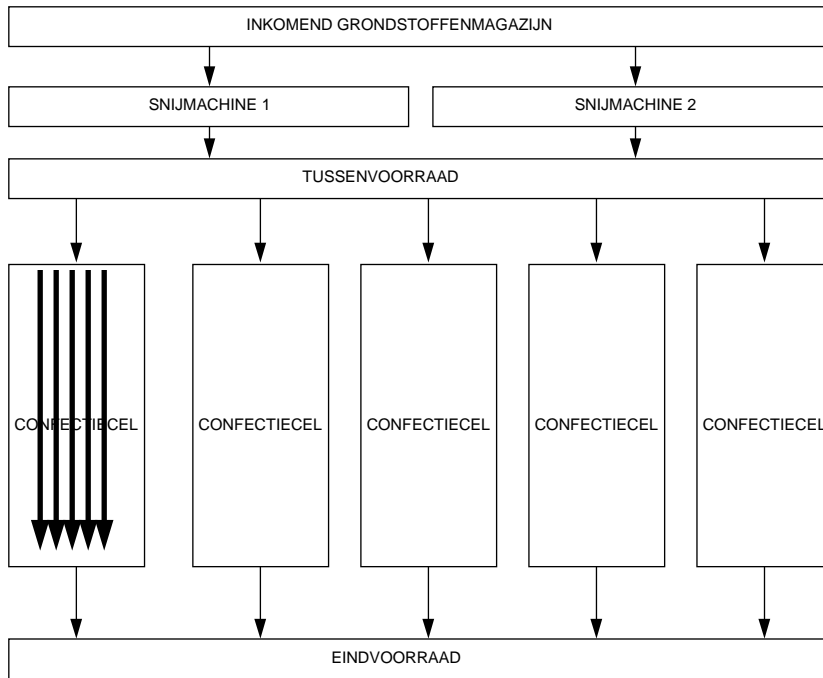 INKOMEND GRONDSTOFFENMAGAZIJN
SNIJMACHINE 1
SNIJMACHINE 2
TUSSENVOORRAAD
CONFECTIECEL
CONFECTIECEL
CONFECTIECEL
CONFECTIECEL
CONFECTIECEL
EINDVOORRAAD